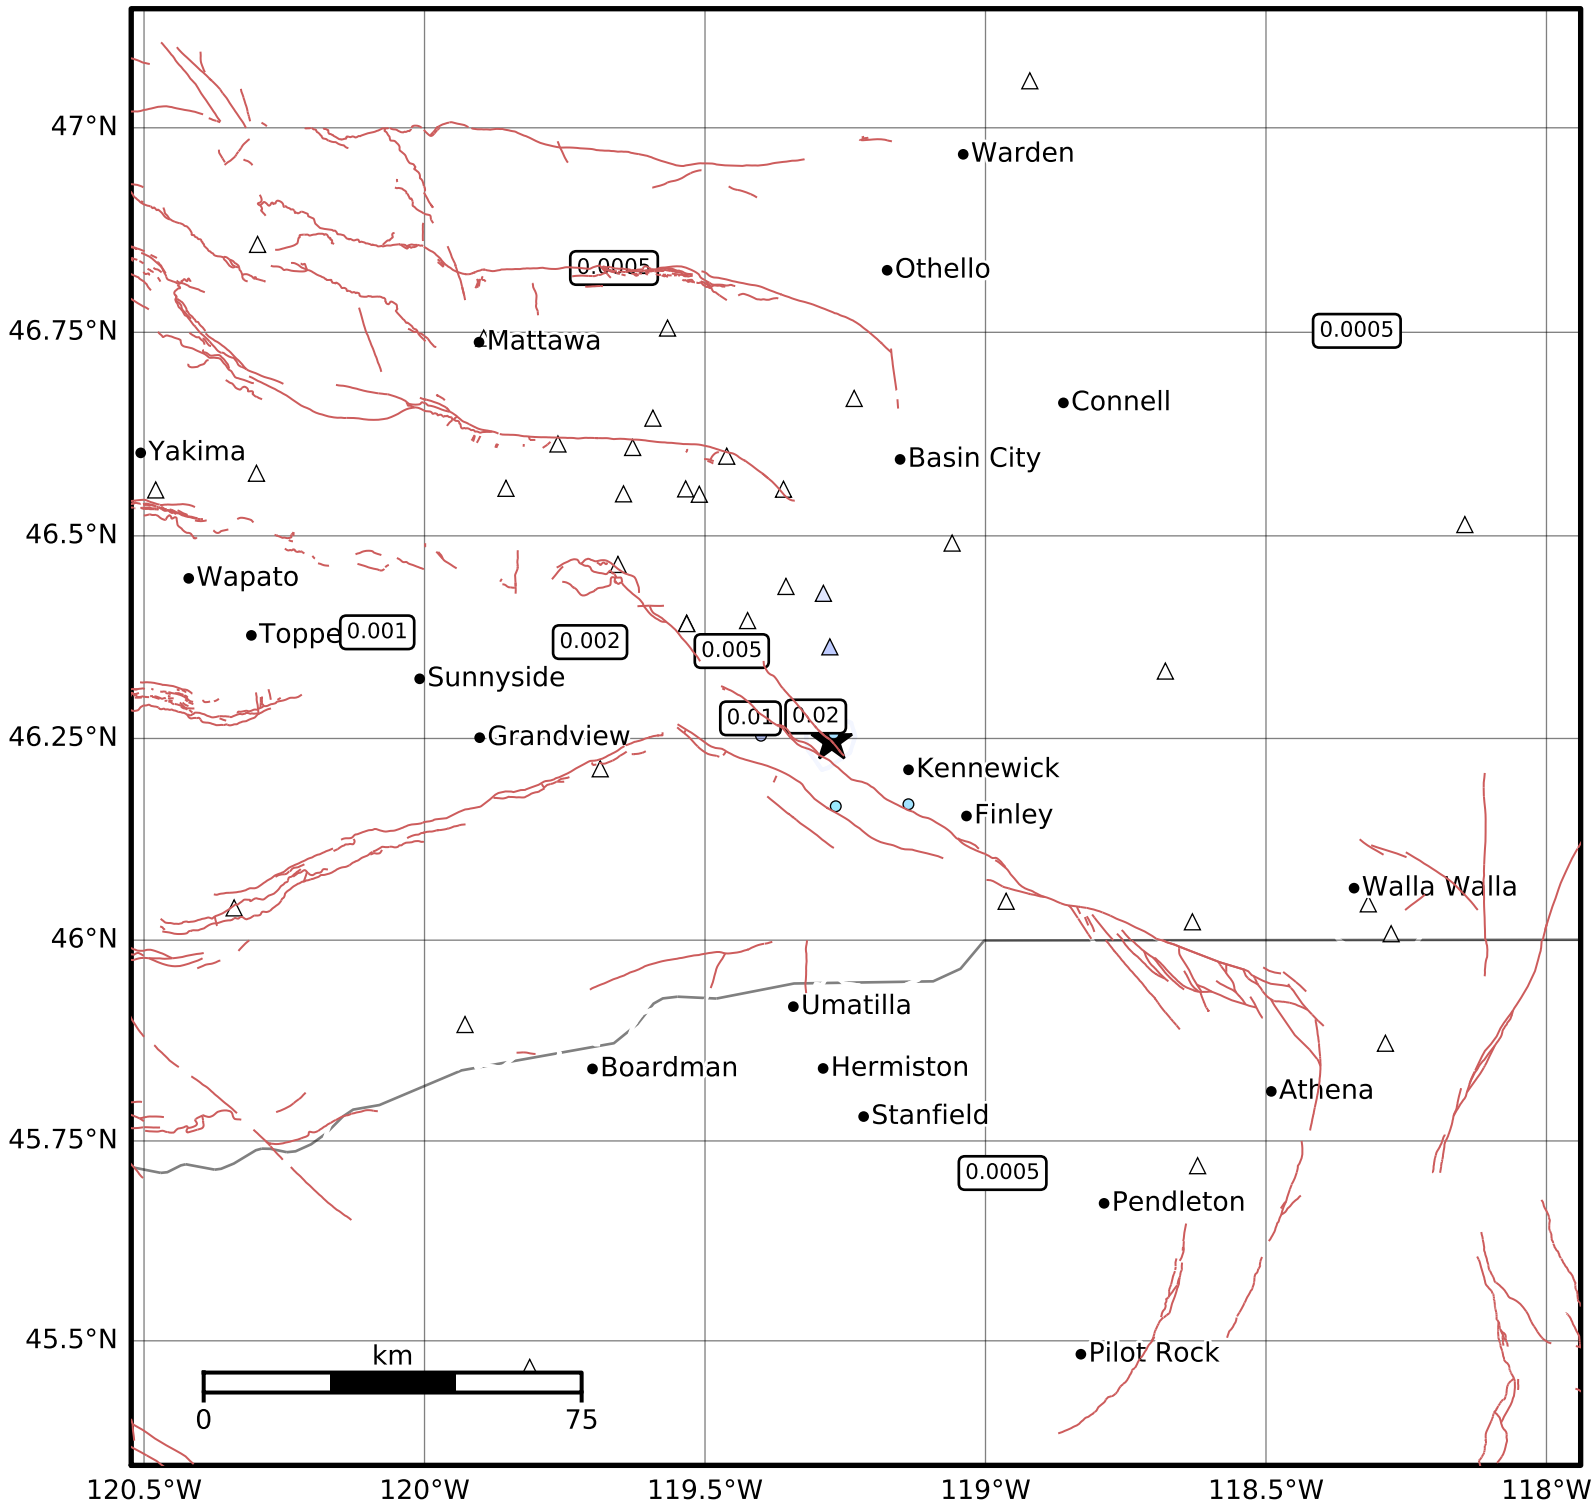 47°N
Warden
0.0005
Othello
46.75°N
0.0005
Mattawa
Connell
Yakima
Basin City
46.5°N
Wapato
Toppe
0.001
0.002
0.005
Sunnyside
0.01
0.02
46.25°N
Grandview
Kennewick
Finley
Walla Walla
46°N
Umatilla
Boardman
Hermiston
Athena
Stanfield
45.75°N
0.0005
Pendleton
45.5°N
Pilot Rock
km
0
75
120.5°W
120°W
119.5°W
119°W
118.5°W
118°W